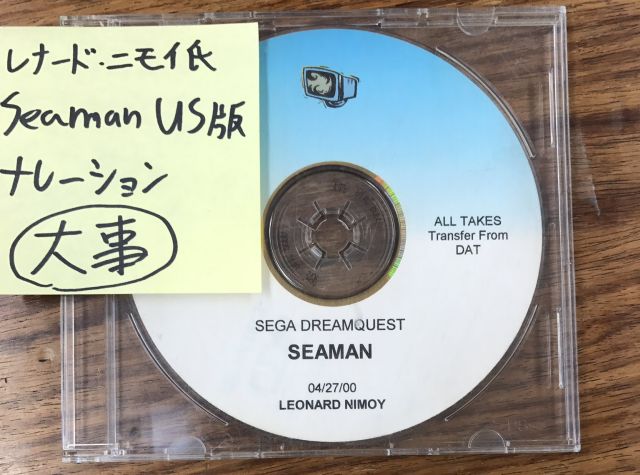 レナード・ニモイ氏
Seaman US版
ナレーション
大事
ALL TAKES
Transfer From
DAT
SEGA DREAMQUEST
SEAMAN
04/27/00
LEONARD NIMOY